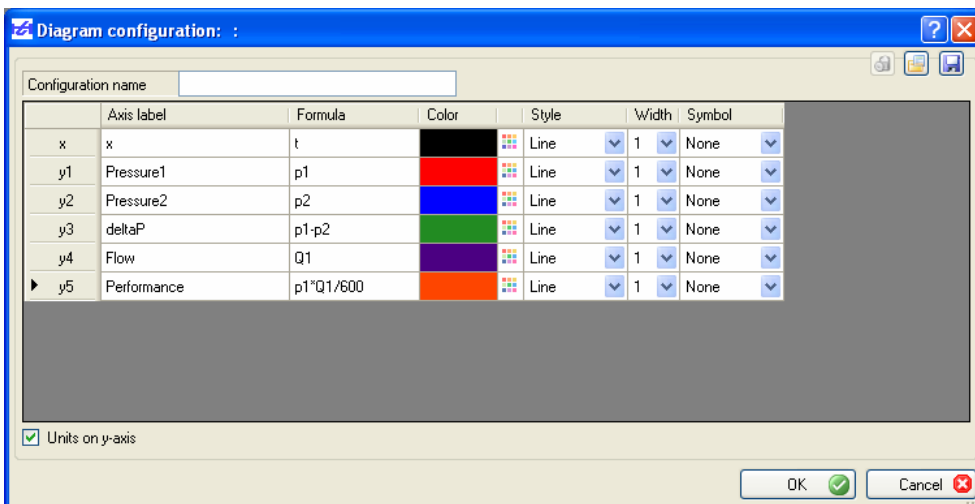 Diagram configuration: :
Configuration name
Axis label Formula Color Style Width Symbol
x x t Line 1 None
y1 Pressure1 p1 Line 1 None
y2 Pressure2 p2 Line 1 None
y3 deltaP p1-p2 Line 1 None
y4 Flow Q1 Line 1 None
y5 Performance p1*Q1/600 Line 1 None
Units on y-axis
OK Cancel